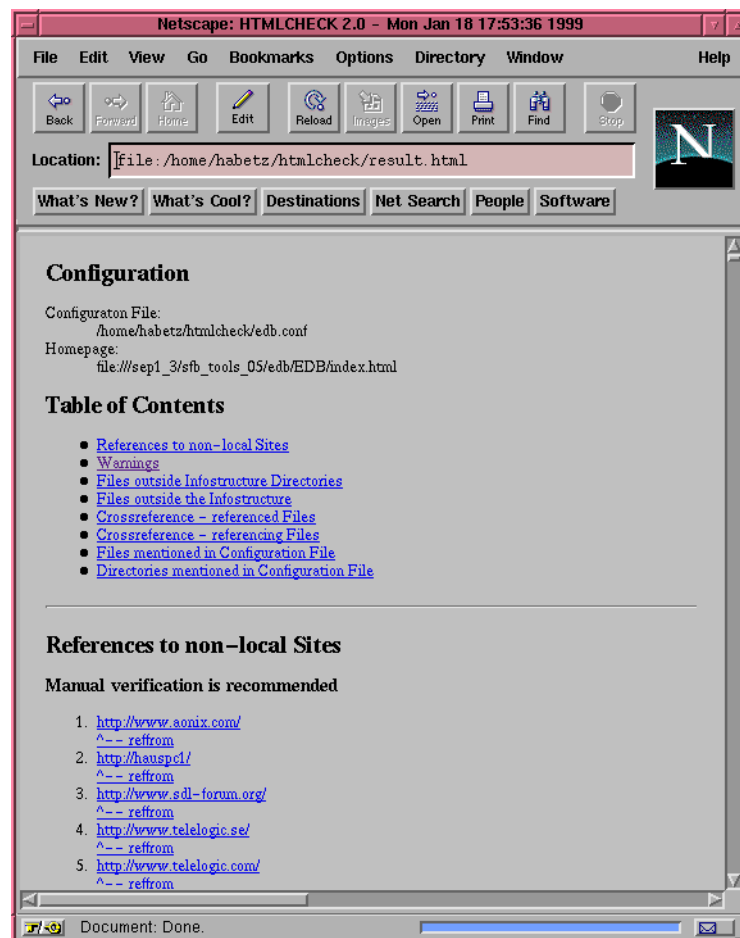 Netscape: HTMLCHECK 2.0 – Mon Jan 18 17:53:36 1999
File Edit View Go Bookmarks Options Directory Window Help
Back Forward Home Edit Reload Images Open Print Find Stop
Location: file:/home/habetz/htmlcheck/result.html
N
What's New? What's Cool? Destinations Net Search People Software
Configuration
Configuraton File:
/home/habetz/htmlcheck/edb.conf
Homepage:
file:///sep1_3/sfb_tools_05/edb/EDB/index.html
Table of Contents
References to non–local Sites
Warnings
Files outside Infostructure Directories
Files outside the Infostructure
Crossreference – referenced Files
Crossreference – referencing Files
Files mentioned in Configuration File
Directories mentioned in Configuration File
References to non–local Sites
Manual verification is recommended
1. http://www.aonix.com/
^–– reffrom
2. http://hauspc1/
^–– reffrom
3. http://www.sdl–forum.org/
^–– reffrom
4. http://www.telelogic.se/
^–– reffrom
5. http://www.telelogic.com/
^–– reffrom
Document: Done.